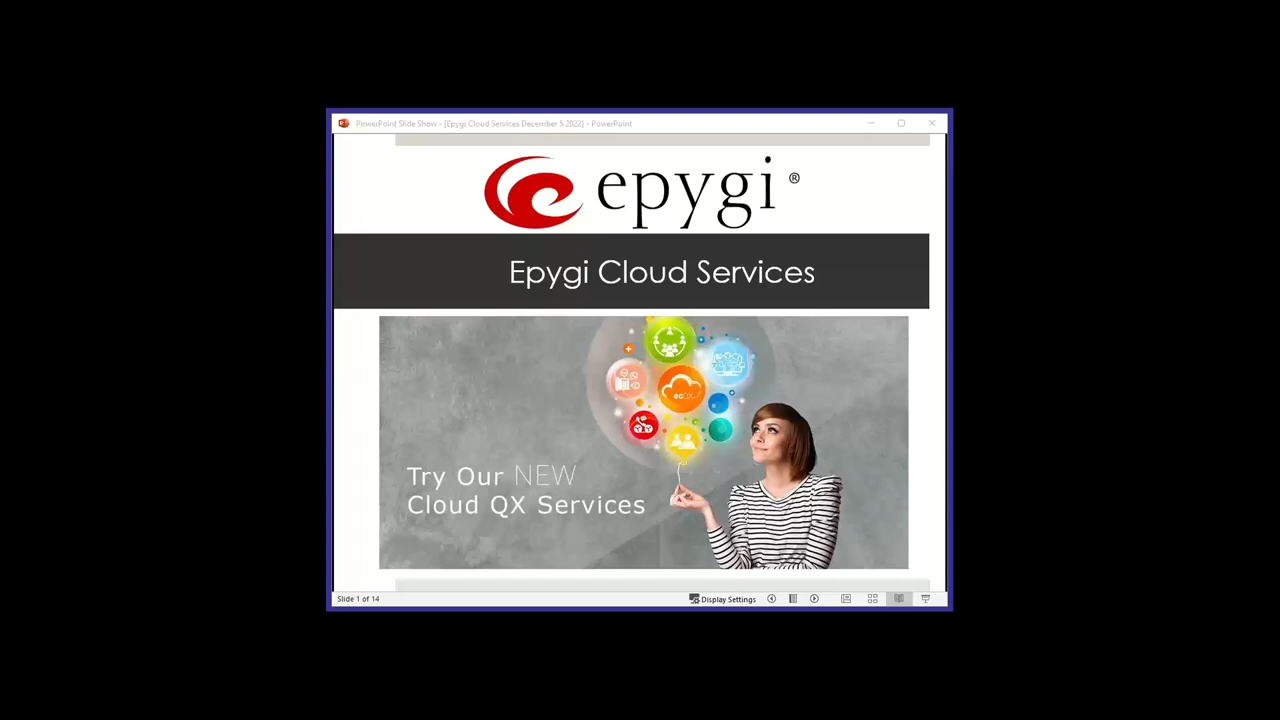 PowerPoint Slide Show - [Epygi Cloud Services December 5 2022] - PowerPoint
epygi ®
Epygi Cloud Services
ecQX
Try Our NEW
Cloud QX Services
Slide 1 of 14
Display Settings